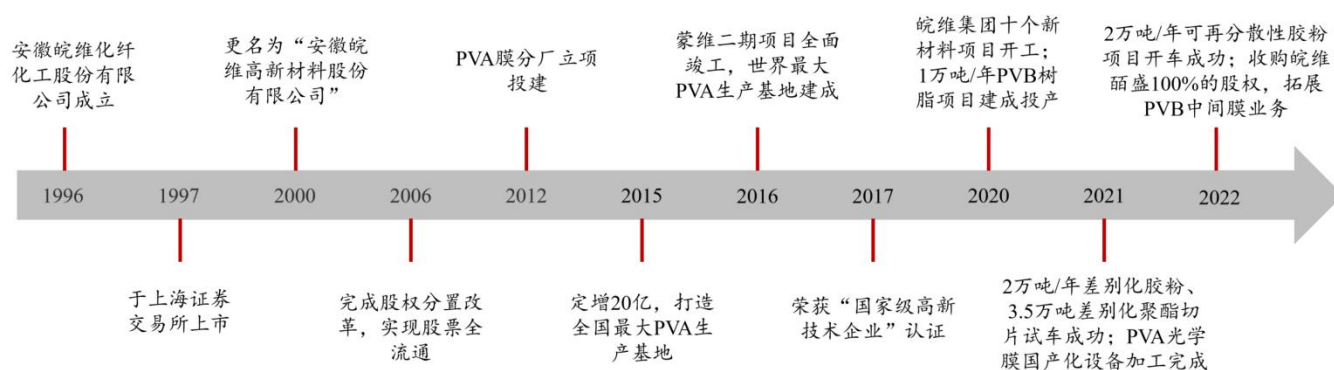 安徽皖维化纤
化工股份有限
公司成立
更名为“安徽皖
维高新材料股份
有限公司”
PVA膜分厂立项
投建
蒙维二期项目全面
竣工，世界最大
PVA生产基地建成
皖维集团十个新
材料项目开工；
1万吨/年PVB树
脂项目建成投产
2万吨/年可再分散性胶粉
项目开车成功；收购皖维
皕盛100%的股权，拓展
PVB中间膜业务
1996
1997
2000
2006
2012
2015
2016
2017
2020
2021
2022
于上海证券
交易所上市
完成股权分置改
革，实现股票全
流通
定增20亿，打造
全国最大PVA生
产基地
荣获“国家级高新
技术企业”认证
2万吨/年差别化胶粉、
3.5万吨差别化聚酯切
片试车成功；PVA光学
膜国产化设备加工完成